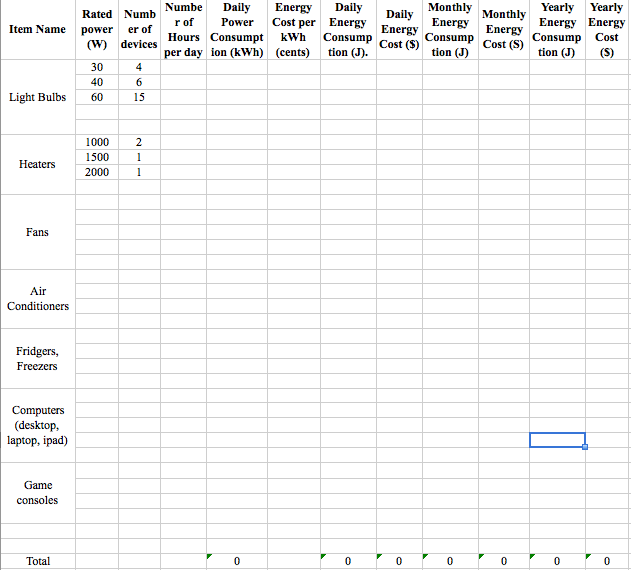 Item Name	Rated power (W)	Numb er of devices	Numbe r of Hours per day	Daily Power Consumpt ion (kWh)	Energy Cost per kWh (cents)	Daily Energy Consump tion (J).	Daily Energy Cost ($)	Monthly Energy Consump tion (J)	Monthly Energy Cost (S)	Yearly Energy Consump tion (J)	Yearly Energy Cost ($)
Light Bulbs	30	4
40	6
60	15
Heaters	1000	2
1500	1
2000	1
Fans
Air
Conditioners
Fridgers,
Freezers
Computers
(desktop,
laptop, ipad)
Game
consoles
Total	0	0	0	0	0	0	0